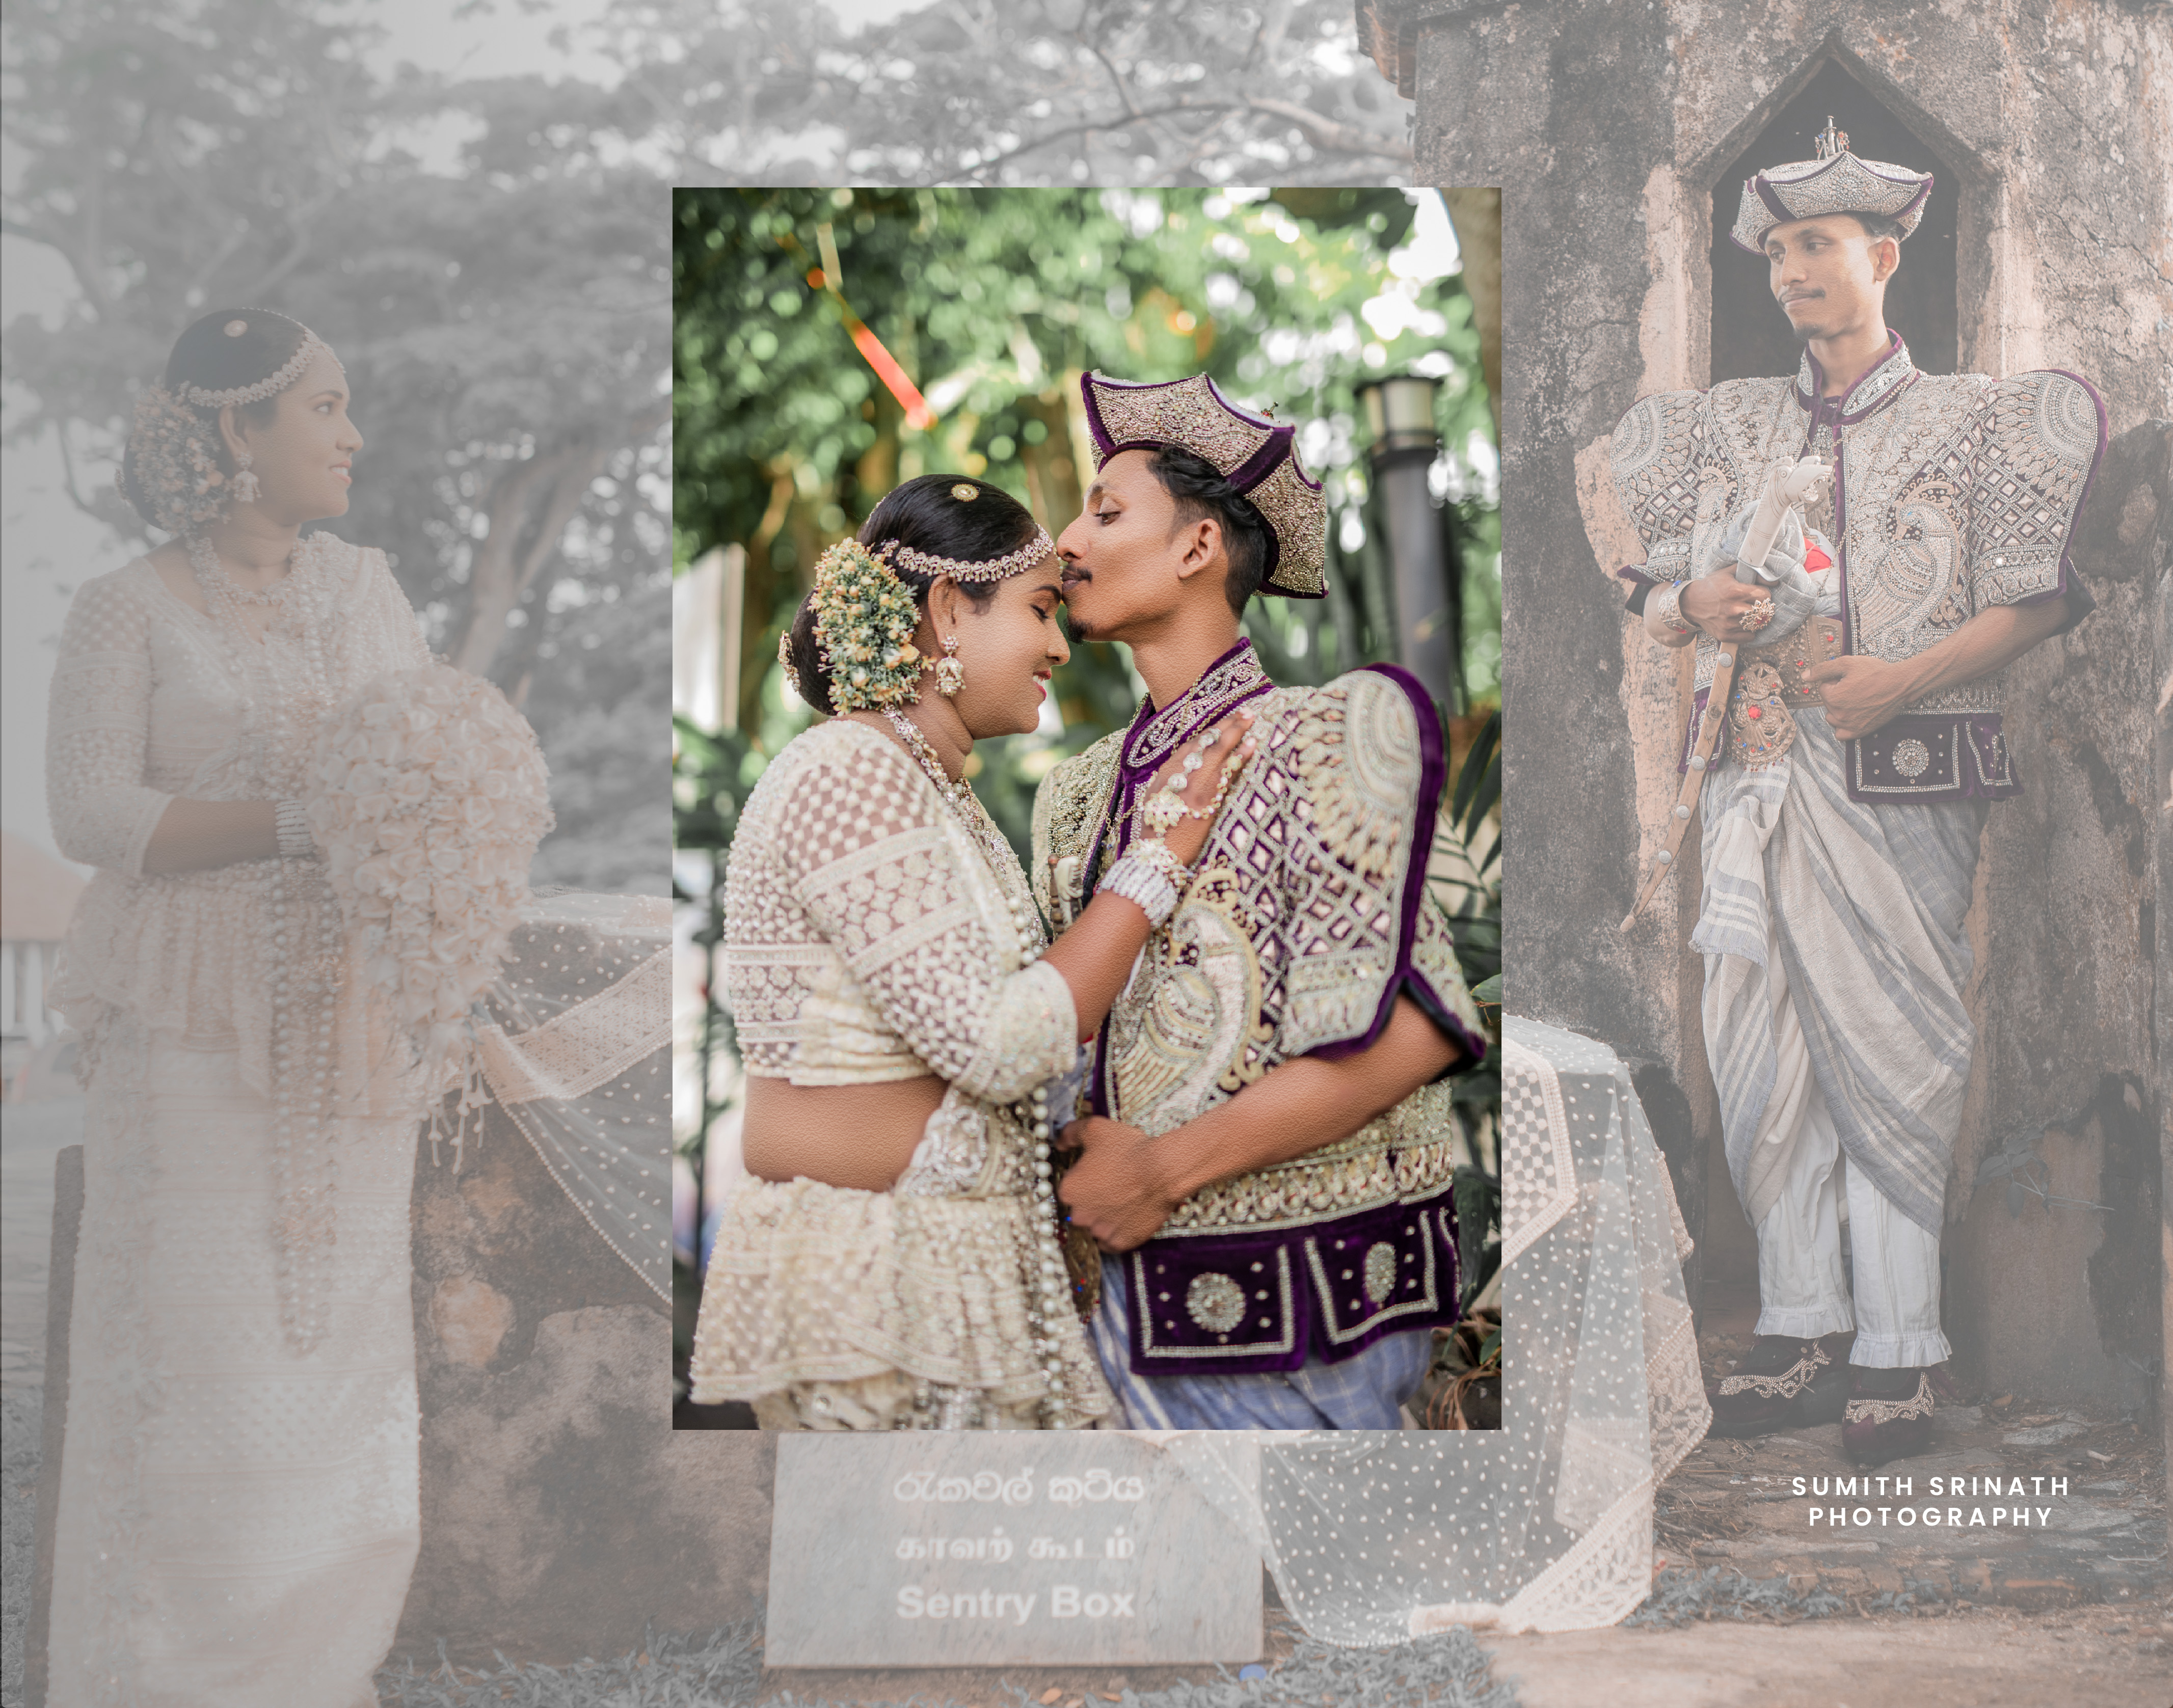 රැකවල් කුටිය
காவற் கூடம்
Sentry Box
SUMITH SRINATH
PHOTOGRAPHY